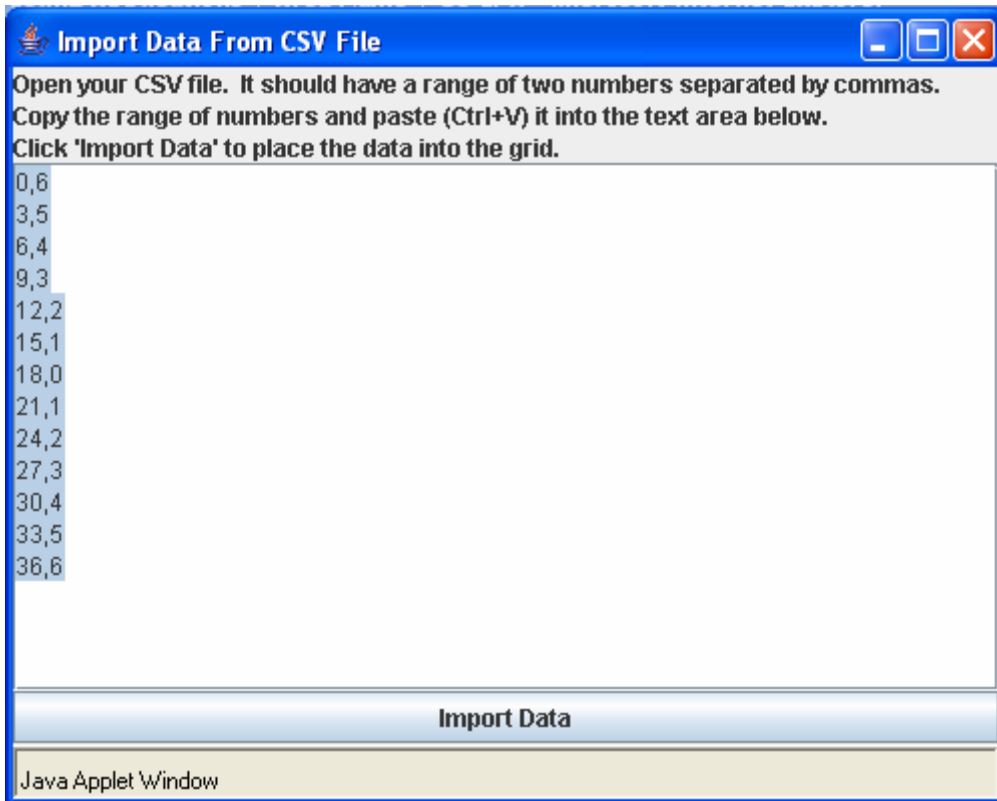 Import Data From CSV File
Open your CSV file.  It should have a range of two numbers separated by commas.
Copy the range of numbers and paste (Ctrl+V) it into the text area below.
Click 'Import Data' to place the data into the grid.
0,6
3,5
6,4
9,3
12,2
15,1
18,0
21,1
24,2
27,3
30,4
33,5
36,6
Import Data
Java Applet Window